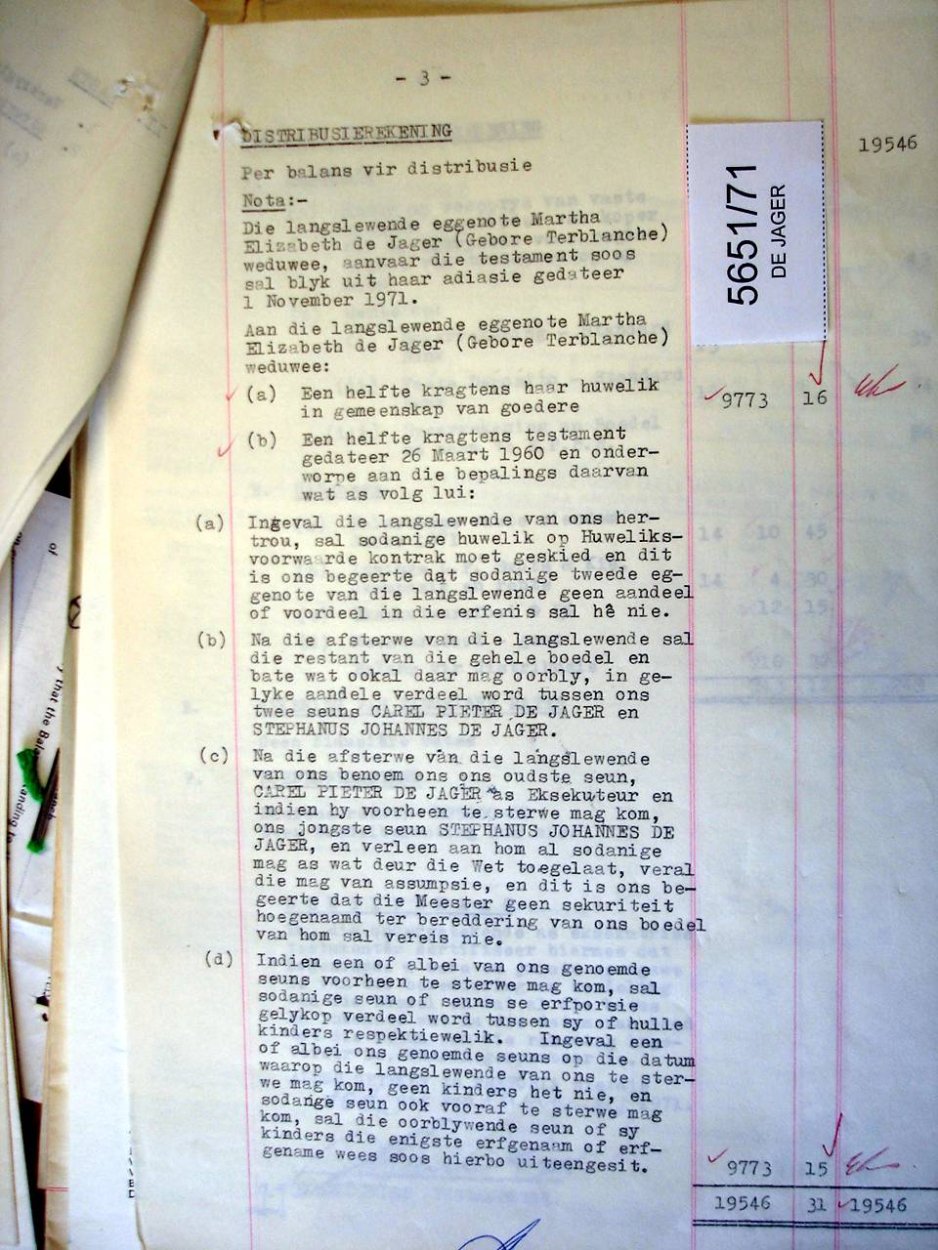 - 3 -
DISTRIBUSIEREKENING
19546
Per balans vir distribusie
Nota:-
Die langslewende eggenote Martha
Elizabeth de Jager (Gebore Terblanche)
weduwee, aanvaar die testament soos
sal blyk uit haar adiasie gedateer
1 November 1971.
5651/71
DE JAGER
Aan die langslewende eggenote Martha
Elizabeth de Jager (Gebore Terblanche)
weduwee:
(a) Een helfte kragtens haar huwelik
in gemeenskap van goedere
9773 16
(b) Een helfte kragtens testament
gedateer 26 Maart 1960 en onder-
worpe aan die bepalings daarvan
wat as volg lui:
(a) Ingeval die langslewende van ons her-
trou, sal sodanige huwelik op Huweliks-
voorwaarde kontrak moet geskied en dit
is ons begeerte dat sodanige tweede eg-
genote van die langslewende geen aandeel
of voordeel in die erfenis sal hê nie.
(b) Na die afsterwe van die langslewende sal
die restant van die gehele boedel en
bate wat ookal daar mag oorbly, in ge-
lyke aandele verdeel word tussen ons
twee seuns CAREL PIETER DE JAGER en
STEPHANUS JOHANNES DE JAGER.
(c) Na die afsterwe van die langslewende
van ons benoem ons ons oudste seun,
CAREL PIETER DE JAGER as Eksekuteur en
indien hy voorheen te sterwe mag kom,
ons jongste seun STEPHANUS JOHANNES DE
JAGER, en verleen aan hom al sodanige
mag as wat deur die Wet toegelaat, veral
die mag van assumpsie, en dit is ons be-
geerte dat die Meester geen sekuriteit
hoegenaamd ter bereddering van ons boedel
van hom sal vereis nie.
(d) Indien een of albei van ons genoemde
seuns voorheen te sterwe mag kom, sal
sodanige seun of seuns se erfporsie
gelykop verdeel word tussen sy of hulle
kinders respektiewelik. Ingeval een
of albei ons genoemde seuns op die datum
waarop die langslewende van ons te ster-
we mag kom, geen kinders het nie, en
sodanige seun ook vooraf te sterwe mag
kom, sal die oorblywende seun of sy
kinders die enigste erfgenaam of erf-
gename wees soos hierbo uiteengesit.
9773 15
19546 31 19546